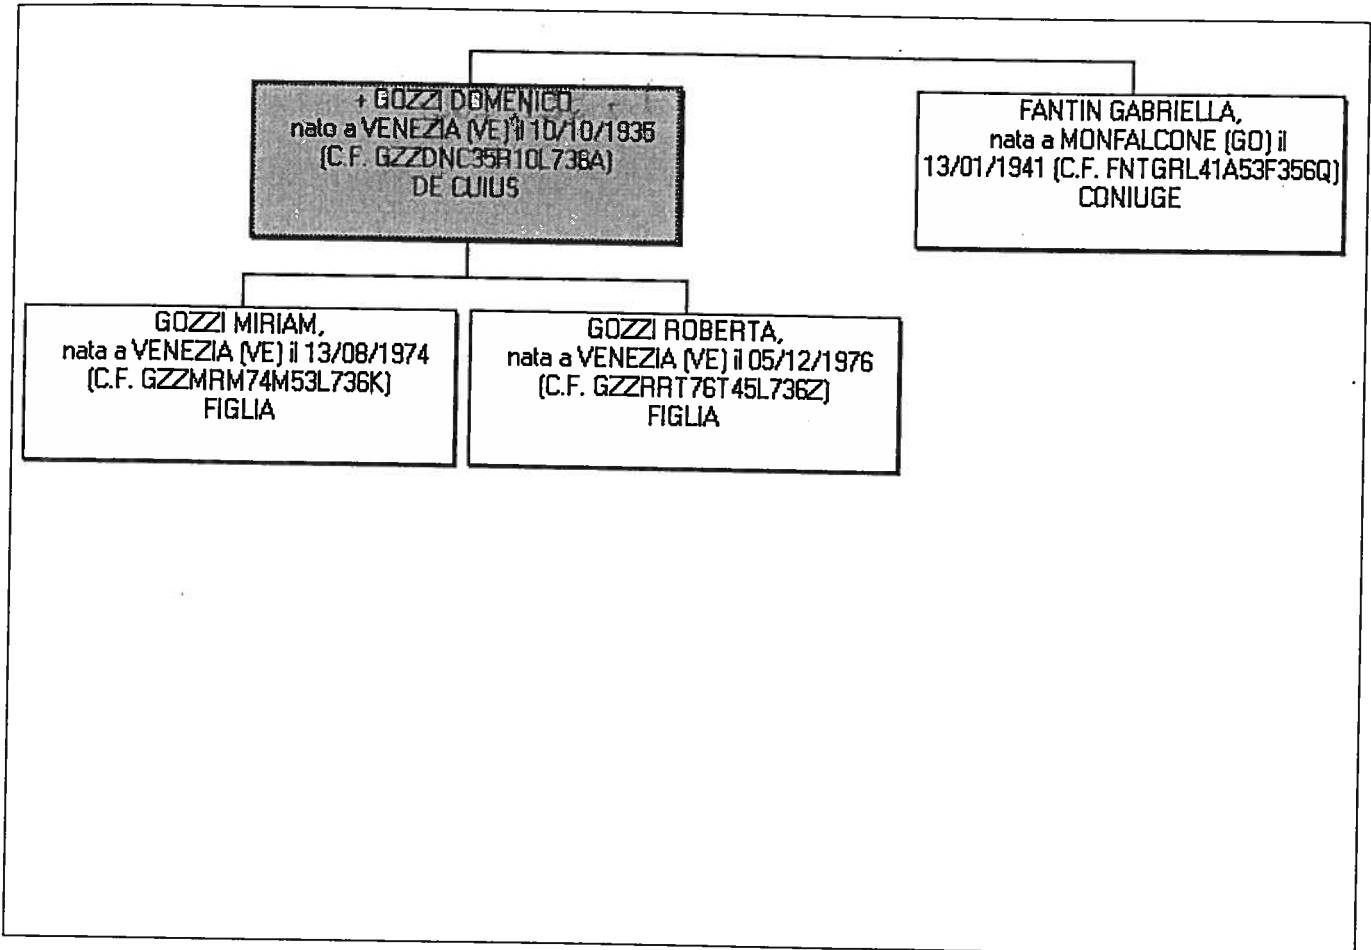 + GOZZI DOMENICO,
nato a VENEZIA (VE) il 10/10/1935
(C.F. GZZDNC35R10L736A)
DE CUIUS
FANTIN GABRIELLA,
nata a MONFALCONE (GO) il
13/01/1941 (C.F. FNTGRL41A53F356Q)
CONIUGE
GOZZI MIRIAM,
nata a VENEZIA (VE) il 13/08/1974
(C.F. GZZMRM74M53L736K)
FIGLIA
GOZZI ROBERTA,
nata a VENEZIA (VE) il 05/12/1976
(C.F. GZZRRT76T45L736Z)
FIGLIA